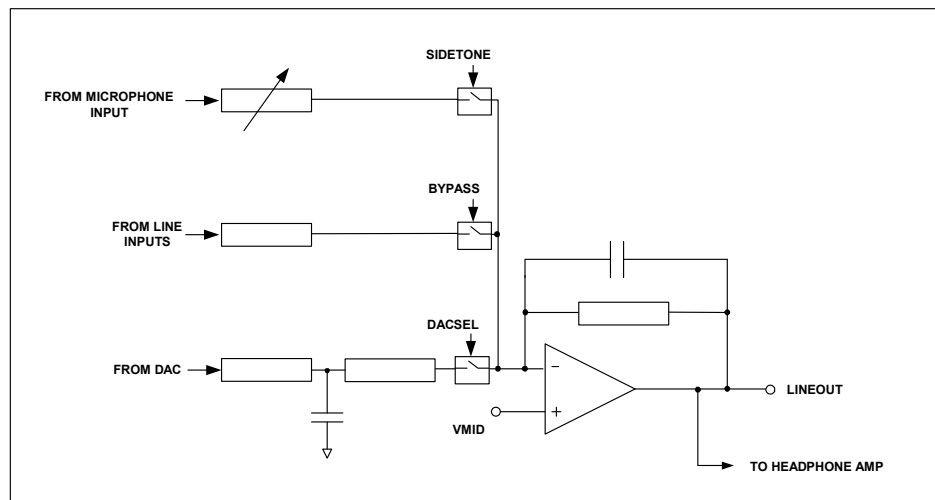 SIDETONE
FROM MICROPHONE
INPUT
BYPASS
FROM LINE
INPUTS
DACSEL
FROM DAC
−
+
VMID
LINEOUT
TO HEADPHONE AMP